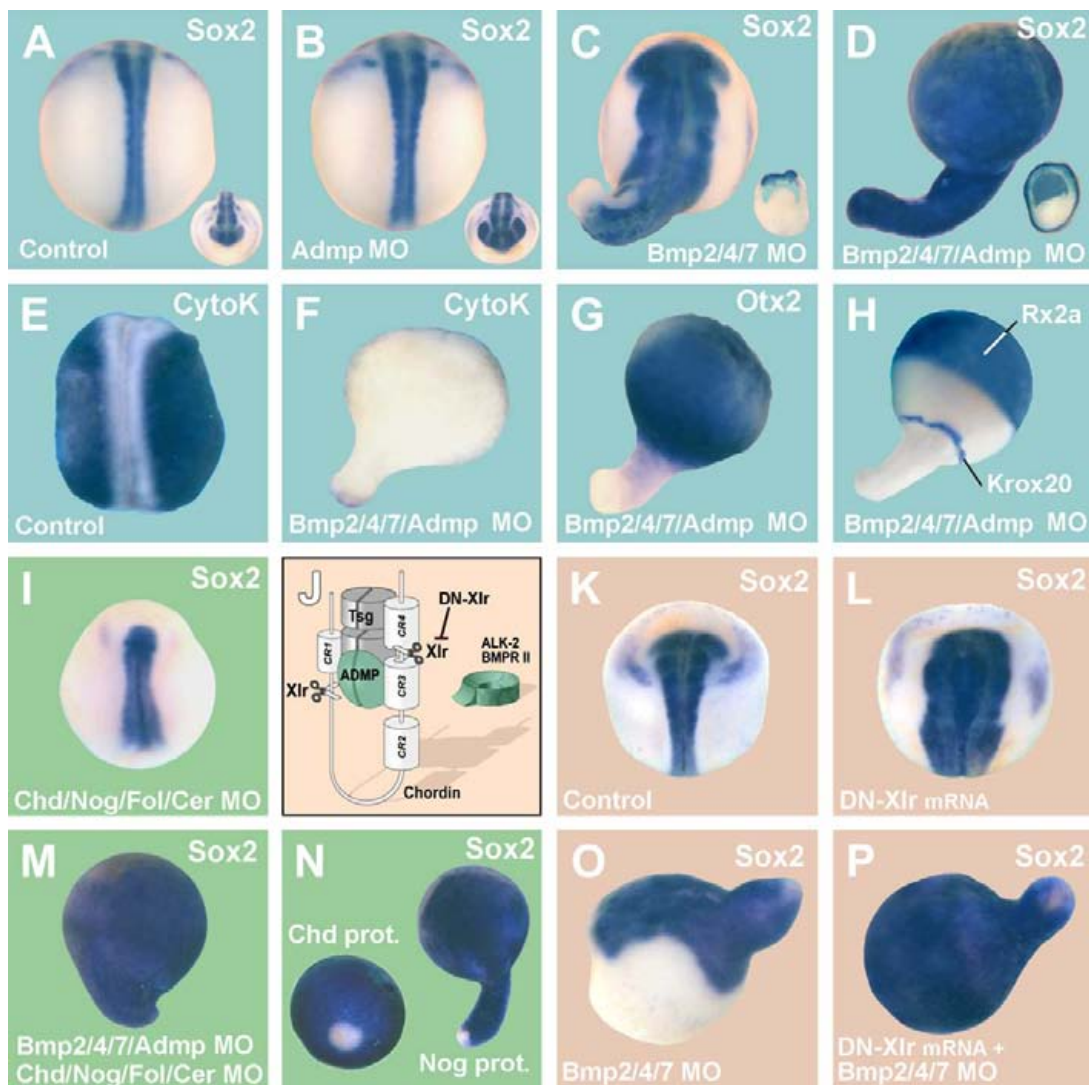 A
Sox2
Control
B
Sox2
Admp MO
C
Sox2
Bmp2/4/7 MO
D
Sox2
Bmp2/4/7/Admp MO
E
CytoK
Control
F
CytoK
Bmp2/4/7/Admp MO
G
Otx2
Bmp2/4/7/Admp MO
H
Rx2a
Krox20
Bmp2/4/7/Admp MO
I
Sox2
Chd/Nog/Fol/Cer MO
J
DN-Xlr
Tsg
CR4
CR1
Xlr
ALK-2
BMPR II
ADMP
CR3
Xlr
CR2
Chordin
K
Sox2
Control
L
Sox2
DN-Xlr mRNA
M
Sox2
Bmp2/4/7/Admp MO
Chd/Nog/Fol/Cer MO
N
Sox2
Chd prot.
Nog prot.
O
Sox2
Bmp2/4/7 MO
P
Sox2
DN-Xlr mRNA +
Bmp2/4/7 MO